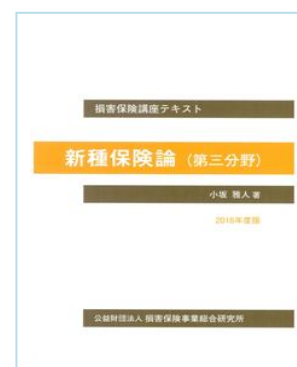 損害保険講座テキスト
新種保険論（第三分野）
小坂 雅人 著
2016年度版
公益財団法人 損害保険事業総合研究所